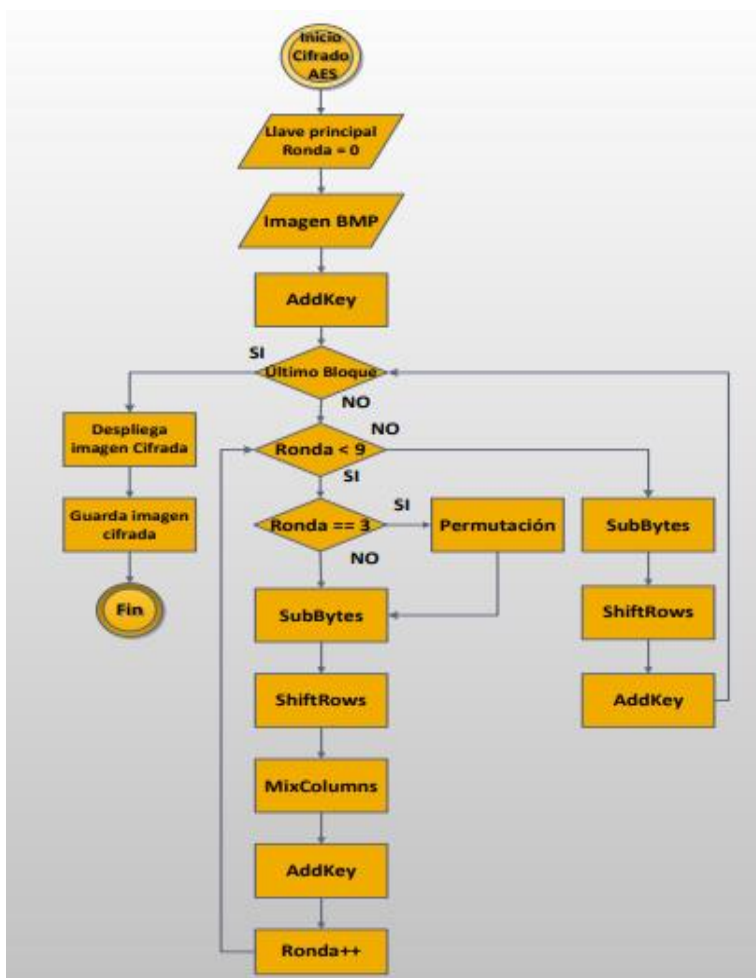 Inicio
Cifrado
AES
Llave principal
Ronda = 0
Imagen BMP
AddKey
SI
Último Bloque
NO
Despliega
imagen Cifrada
Guarda imagen
cifrada
Fin
Ronda < 9
NO
SI
Ronda == 3
SI
Permutación
NO
SubBytes
ShiftRows
MixColumns
AddKey
Ronda++
SubBytes
ShiftRows
AddKey